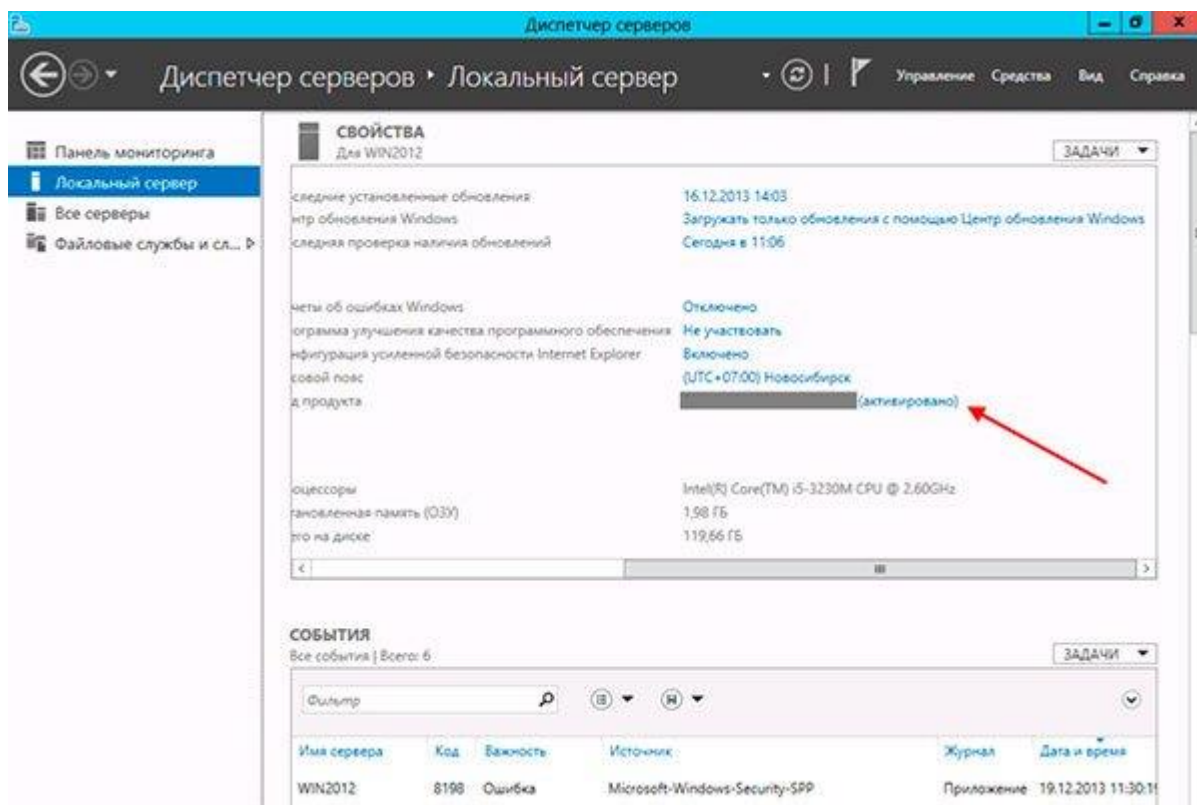 Диспетчер серверов
Диспетчер серверов ‣ Локальный сервер
Управление Средства Вид Справка
Панель мониторинга
Локальный сервер
Все серверы
Файловые службы и сл...
СВОЙСТВА
Для WIN2012
ЗАДАЧИ
следние установленные обновления 16.12.2013 14:03
нтр обновления Windows Загружать только обновления с помощью Центр обновления Windows
следняя проверка наличия обновлений Сегодня в 11:06
четы об ошибках Windows Отключено
ограмма улучшения качества программного обеспечения Не участвовать
нфигурация усиленной безопасности Internet Explorer Включено
совой пояс (UTC+07:00) Новосибирск
д продукта (активировано)
оцессоры Intel(R) Core(TM) i5-3230M CPU @ 2.60GHz
тановленная память (ОЗУ) 1,98 ГБ
его на диске 119,66 ГБ
СОБЫТИЯ
Все события | Всего: 6
ЗАДАЧИ
Фильтр
Имя сервера Код Важность Источник Журнал Дата и время
WIN2012 8198 Ошибка Microsoft-Windows-Security-SPP Приложение 19.12.2013 11:30:1